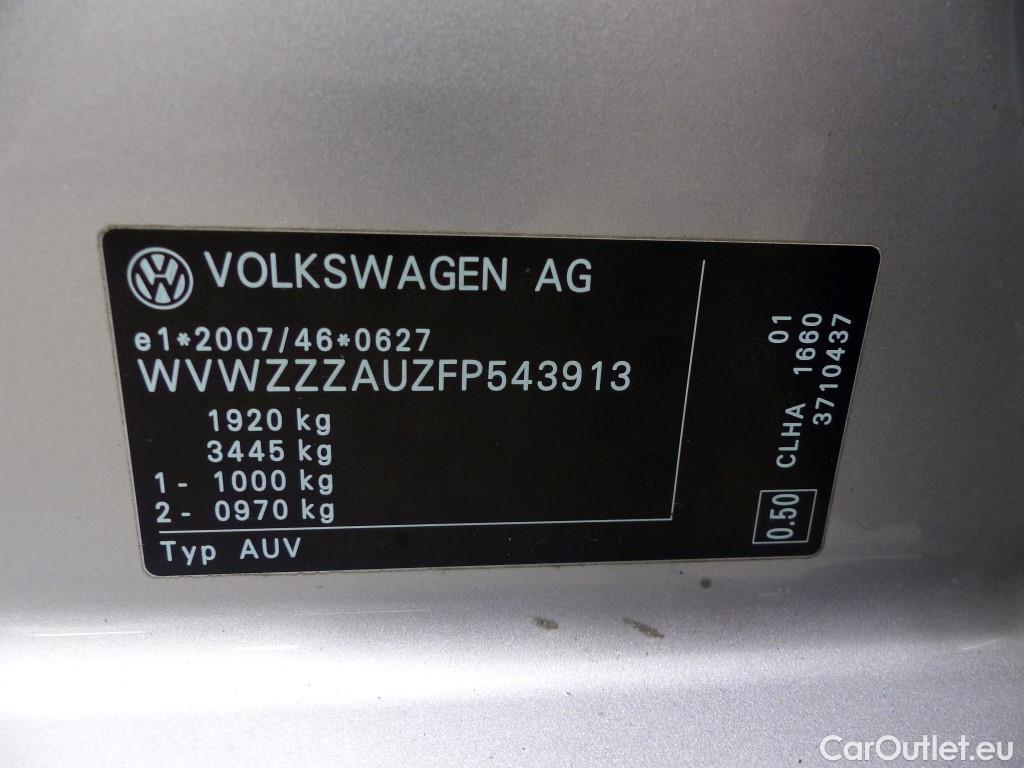 VOLKSWAGEN AG
e1*2007/46*0627
WVWZZZAUZFP543913
1920 kg
3445 kg
1 - 1000 kg
2 - 0970 kg
Typ AUV
01
CLHA 1660
3710437
0.50
CarOutlet.eu